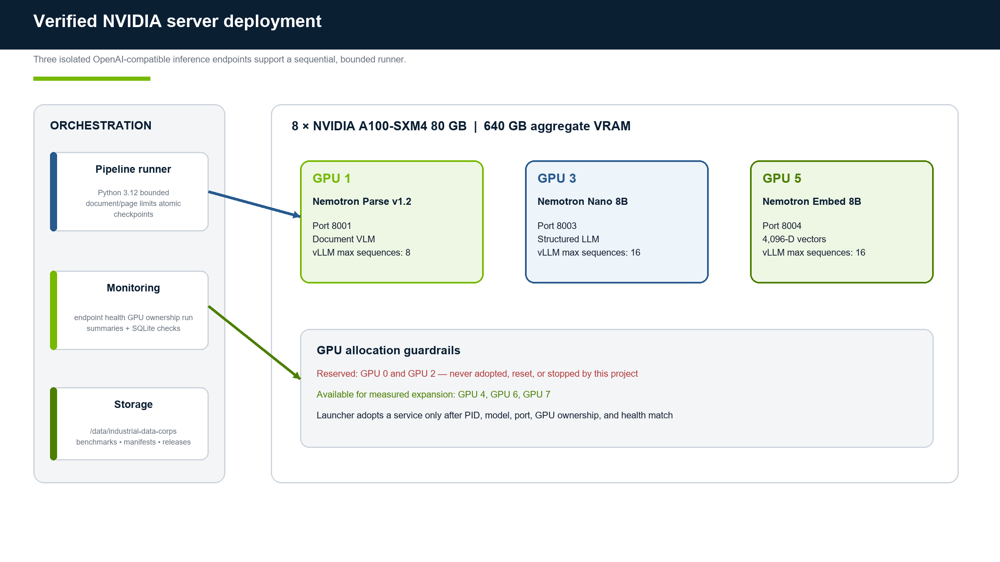 Verified NVIDIA server deployment
Three isolated OpenAI-compatible inference endpoints support a sequential, bounded runner.
ORCHESTRATION
Pipeline runner
Python 3.12 bounded
document/page limits atomic
checkpoints
Monitoring
endpoint health GPU ownership run
summaries + SQLite checks
Storage
/data/industrial-data-corps
benchmarks • manifests • releases
8 × NVIDIA A100-SXM4 80 GB | 640 GB aggregate VRAM
GPU 1
Nemotron Parse v1.2
Port 8001
Document VLM
vLLM max sequences: 8
GPU 3
Nemotron Nano 8B
Port 8003
Structured LLM
vLLM max sequences: 16
GPU 5
Nemotron Embed 8B
Port 8004
4,096-D vectors
vLLM max sequences: 16
GPU allocation guardrails
Reserved: GPU 0 and GPU 2 — never adopted, reset, or stopped by this project
Available for measured expansion: GPU 4, GPU 6, GPU 7
Launcher adopts a service only after PID, model, port, GPU ownership, and health match